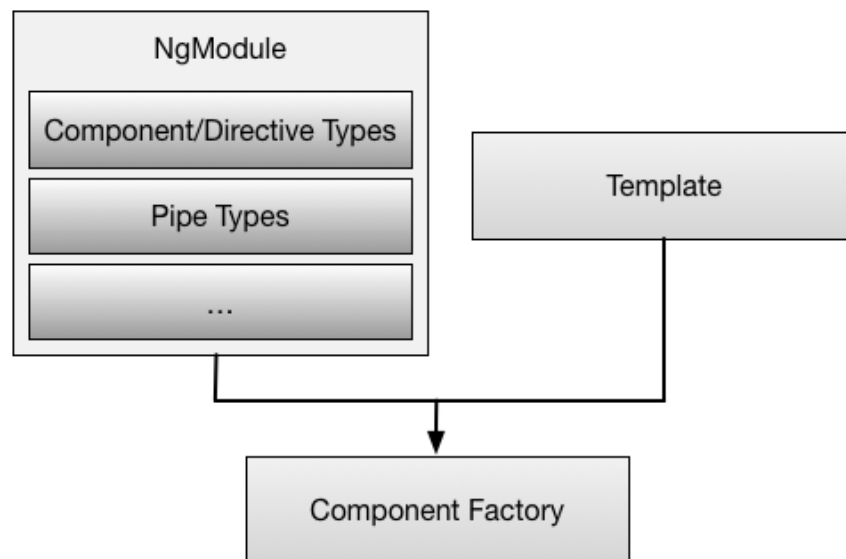 NgModule
Component/Directive Types
Pipe Types
...
Template
Component Factory